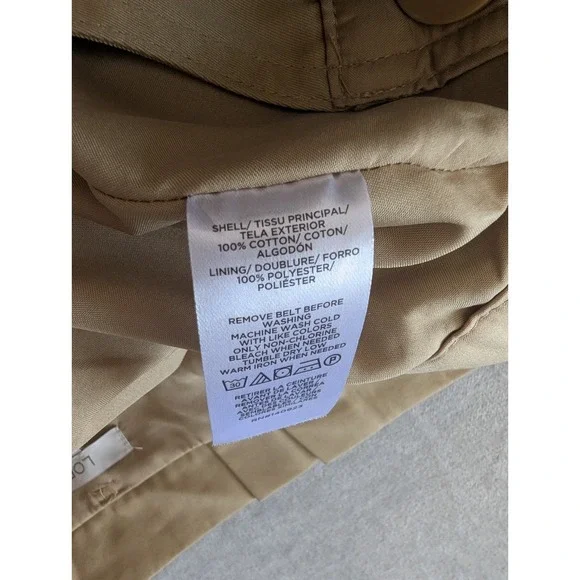 SHELL/ TISSU PRINCIPAL/
TELA EXTERIOR
100% COTTON/ COTON/
ALGODÓN
LINING/ DOUBLURE/ FORRO
100% POLYESTER/
POLIÉSTER
REMOVE BELT BEFORE
WASHING
MACHINE WASH COLD
WITH LIKE COLORS
ONLY NON-CHLORINE
BLEACH WHEN NEEDED
TUMBLE DRY LOW
WARM IRON WHEN NEEDED
30
P
RETIRER LA CEINTURE